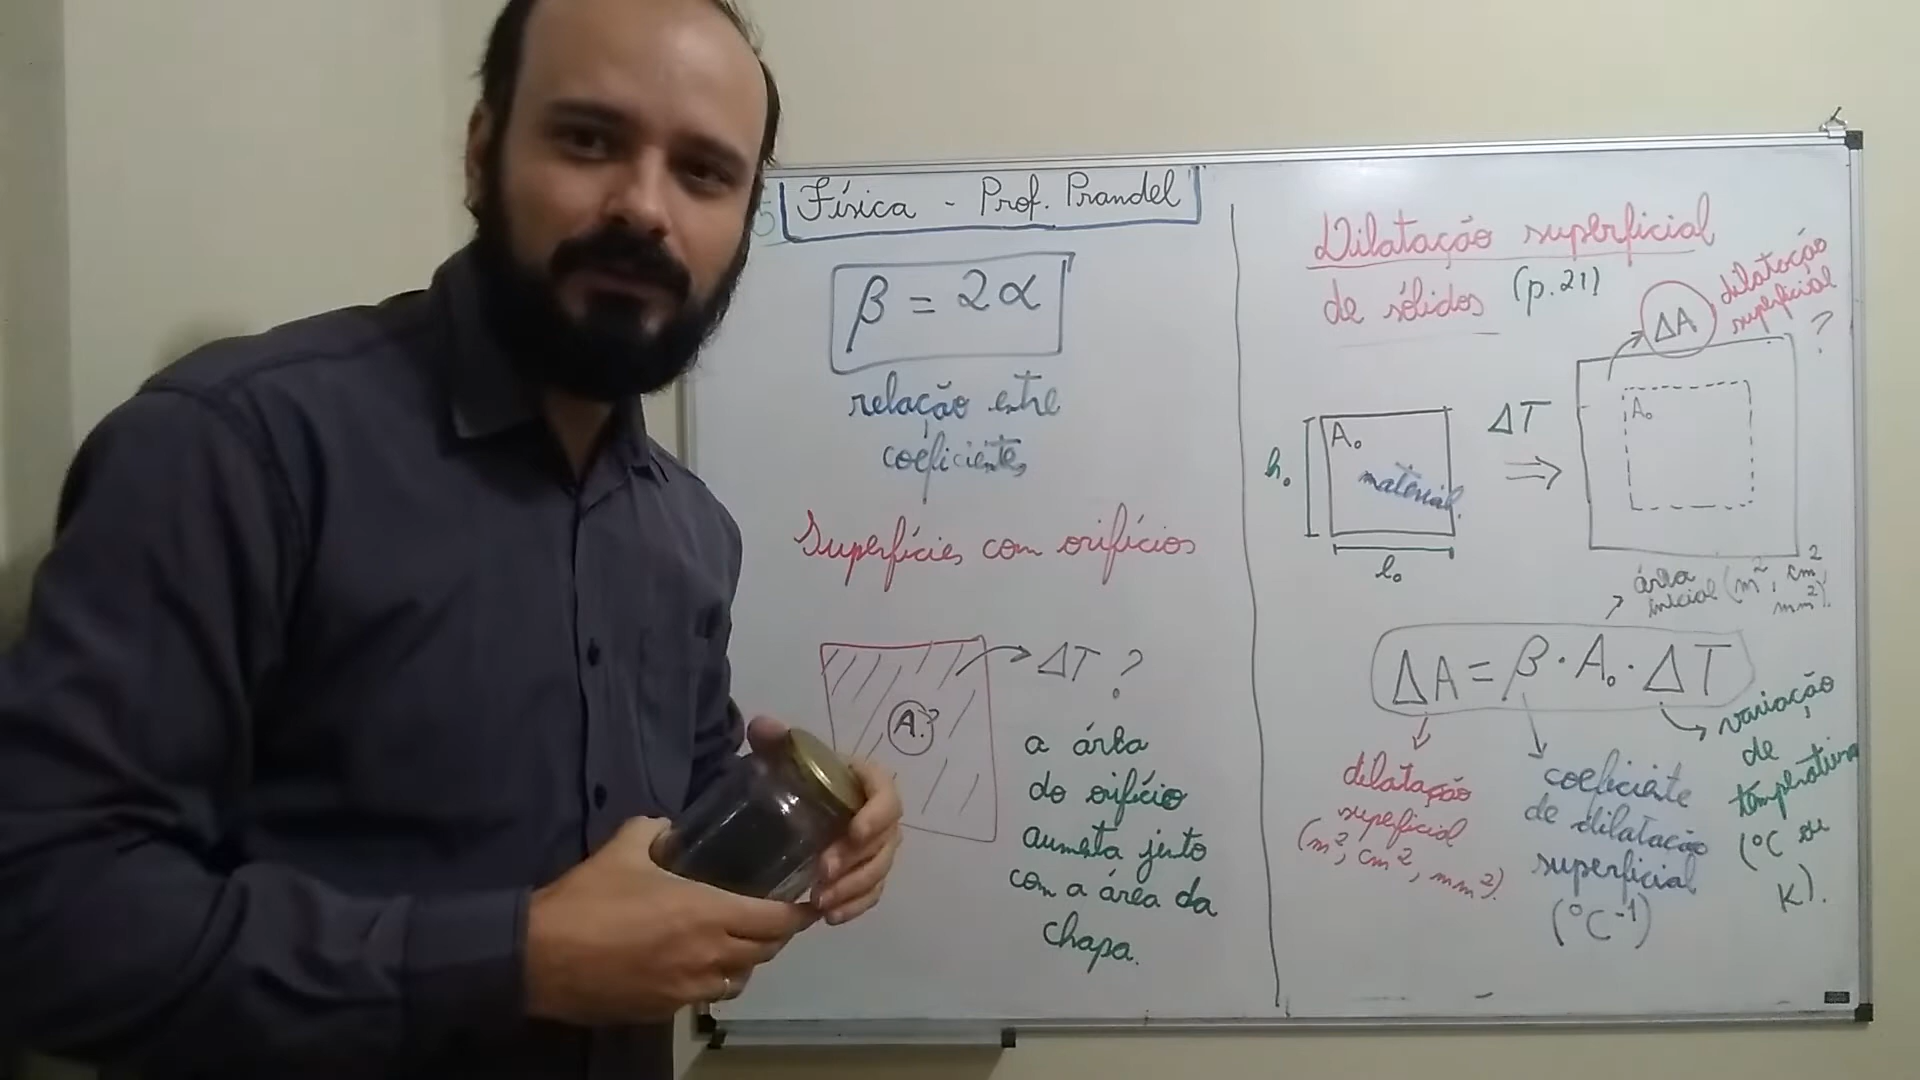 Física - Prof. Prandel
β = 2α
relação entre
coeficientes
Superfícies com orifícios
ΔT ?
A?
a área
do orifício
aumenta junto
com a área da
chapa.
Dilatação superficial
de sólidos (p.21)
ΔA
dilatação
superficial
?
A₀
material
h₀
l₀
ΔT
A₀
área
inicial (m², cm²,
mm²).
ΔA = β · A₀ · ΔT
dilatação
superficial
(m², cm², mm²).
coeficiente
de dilatação
superficial
(°C⁻¹)
variação
de
temperatura
(°C ou
K).